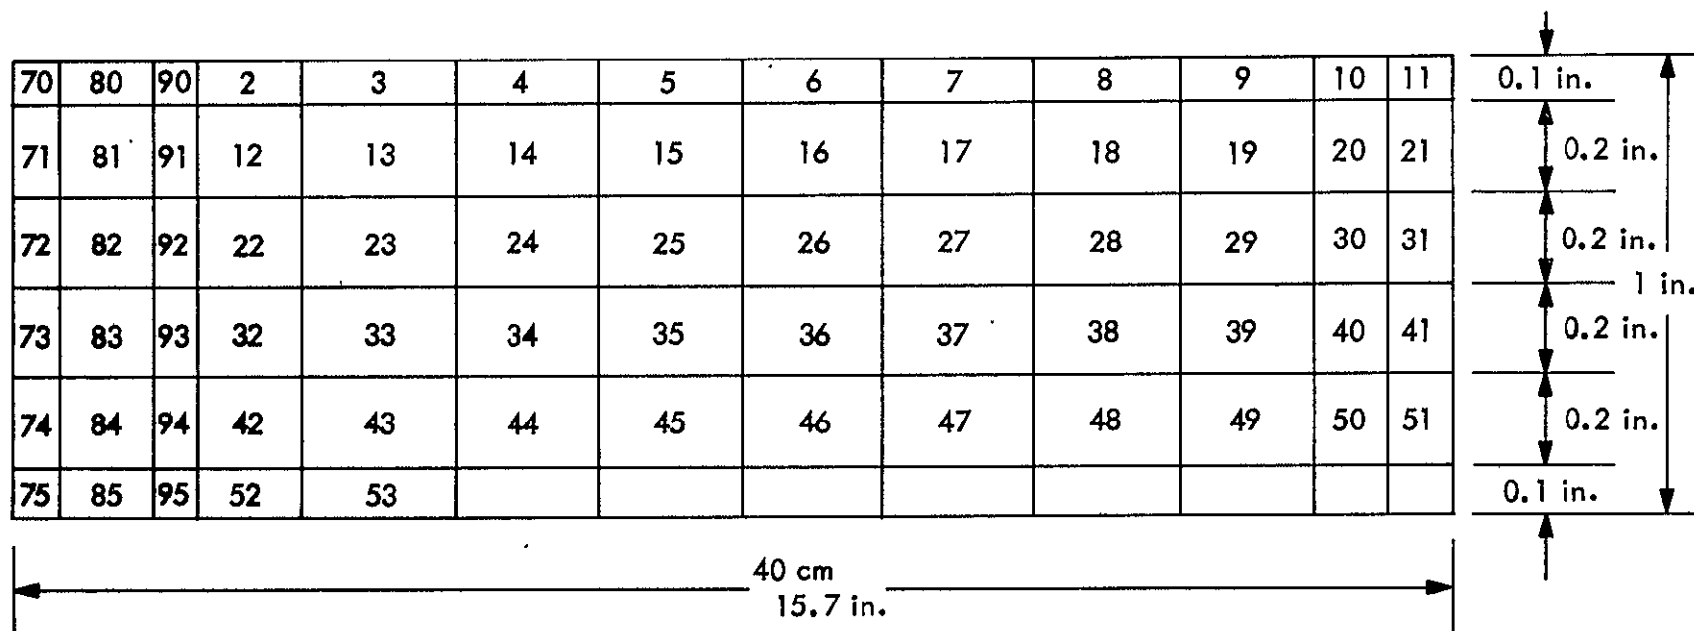 70 80 90 2 3 4 5 6 7 8 9 10 11 0.1 in.
71 81 91 12 13 14 15 16 17 18 19 20 21 0.2 in.
72 82 92 22 23 24 25 26 27 28 29 30 31 0.2 in.
1 in.
73 83 93 32 33 34 35 36 37 38 39 40 41 0.2 in.
74 84 94 42 43 44 45 46 47 48 49 50 51 0.2 in.
75 85 95 52 53 0.1 in.
40 cm
15.7 in.